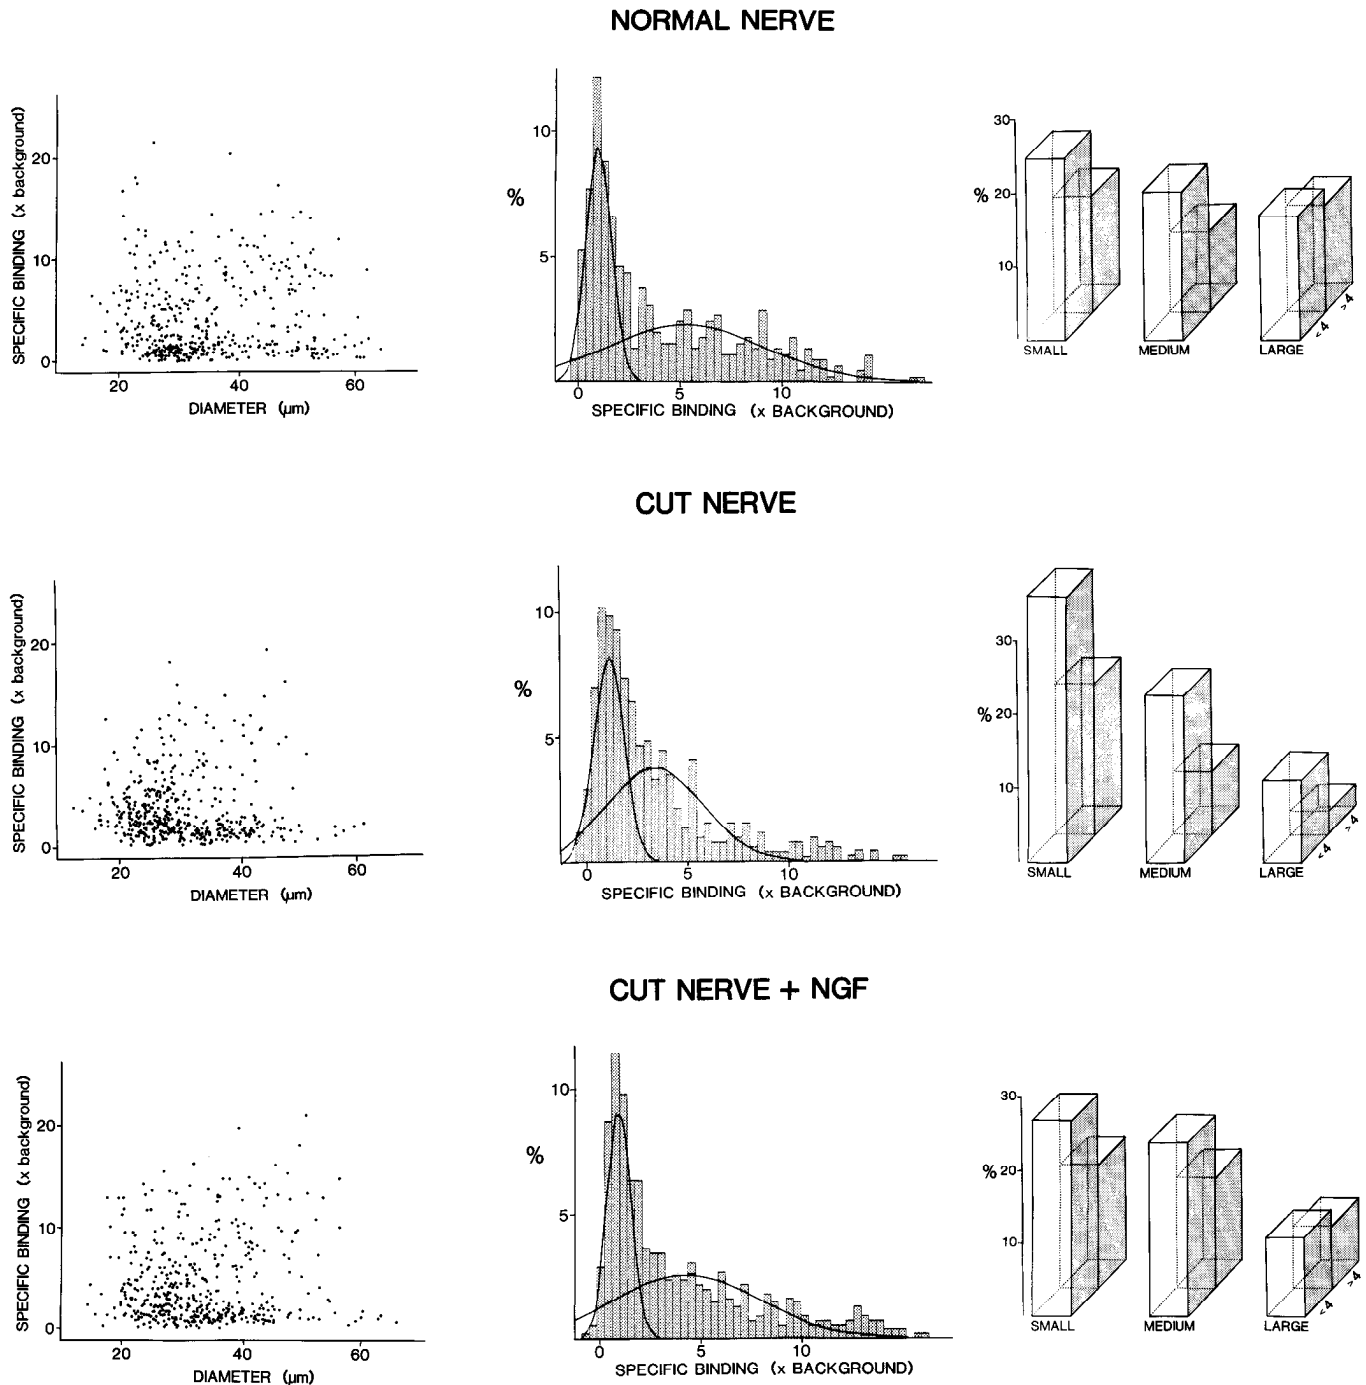 NORMAL NERVE
SPECIFIC BINDING (x background)
20
10
0
20 40 60
DIAMETER (µm)
%
10
5
0 5 10
SPECIFIC BINDING (x BACKGROUND)
%
30
20
10
SMALL MEDIUM LARGE
<4 >4
CUT NERVE
SPECIFIC BINDING (x background)
20
10
0
20 40 60
DIAMETER (µm)
%
10
5
0 5 10
SPECIFIC BINDING (x BACKGROUND)
%
30
20
10
SMALL MEDIUM LARGE
<4 >4
CUT NERVE + NGF
SPECIFIC BINDING (x background)
20
10
0
20 40 60
DIAMETER (µm)
%
10
5
0 5 10
SPECIFIC BINDING (x BACKGROUND)
%
30
20
10
SMALL MEDIUM LARGE
<4 >4